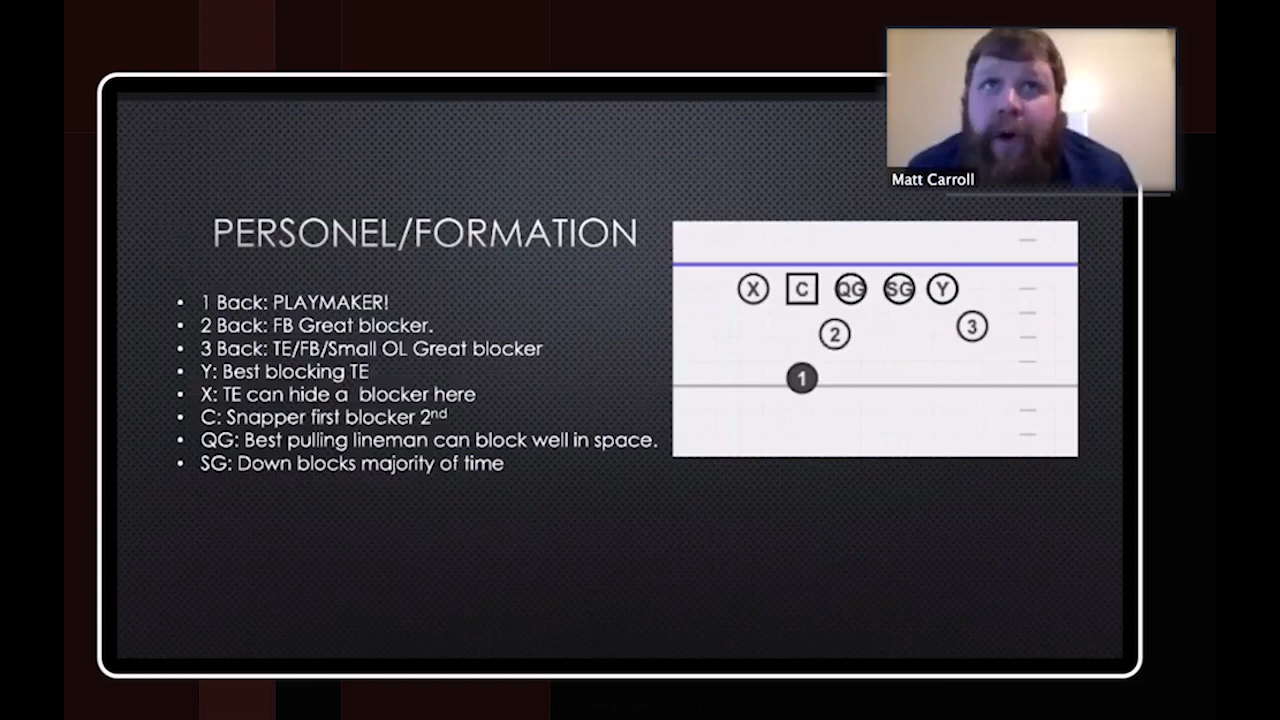 Matt Carroll
PERSONEL/FORMATION
• 1 Back: PLAYMAKER!
• 2 Back: FB Great blocker.
• 3 Back: TE/FB/Small OL Great blocker
• Y: Best blocking TE
• X: TE can hide a blocker here
• C: Snapper first blocker 2nd
• QG: Best pulling lineman can block well in space.
• SG: Down blocks majority of time
X C QG SG Y
2 3
1